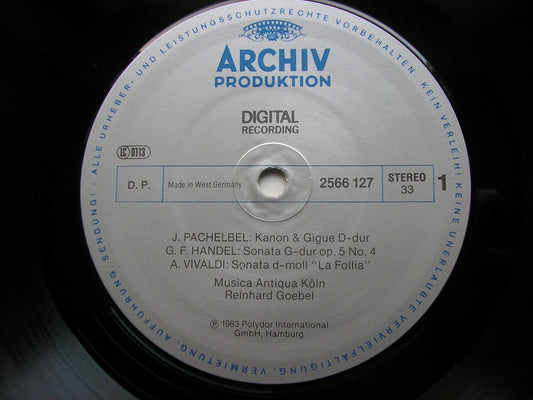 ALLE URHEBER- UND LEISTUNGSSCHUTZRECHTE VORBEHALTEN. KEIN VERLEIH! KEINE UNERLAUBTE VERVIELFÄLTIGUNG, VERMIETUNG, AUFFÜHRUNG, SENDUNG! ·
ARCHIV
PRODUKTION
DIGITAL
RECORDING
LC 0113
D. P. Made in West Germany 2566 127 STEREO 33 1
J. PACHELBEL: Kanon & Gigue D-dur
G. F. HANDEL: Sonata G-dur op. 5 No. 4
A. VIVALDI: Sonata d-moll "La Follia"
Musica Antiqua Köln
Reinhard Goebel
℗ 1983 Polydor International
GmbH, Hamburg